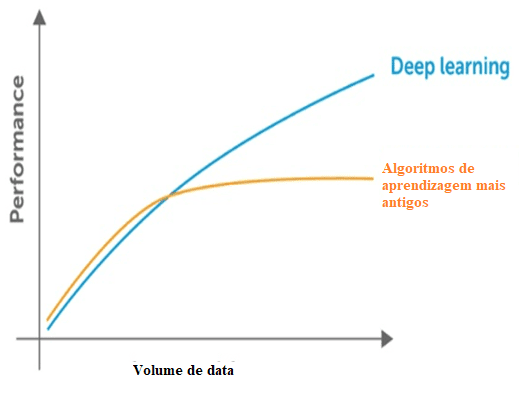 Deep learning
Performance
Algoritmos de
aprendizagem mais
antigos
Volume de data